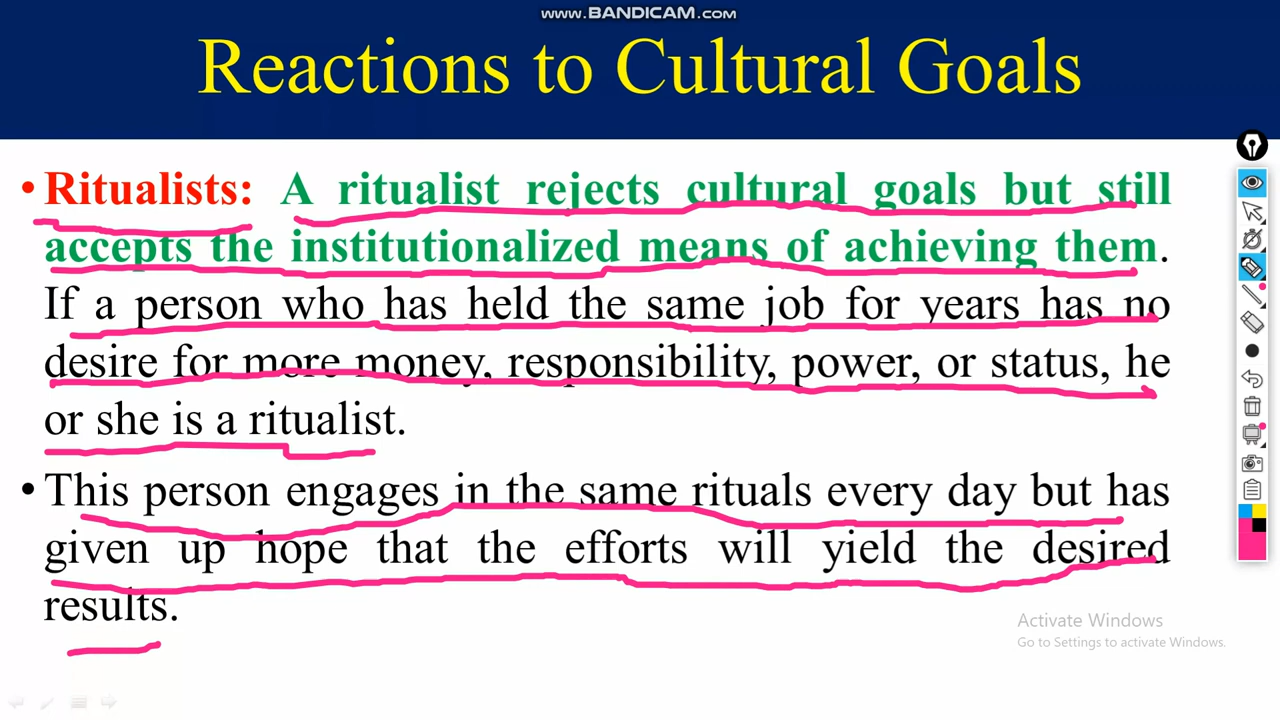 www.BANDICAM.com
Reactions to Cultural Goals
• Ritualists: A ritualist rejects cultural goals but still
accepts the institutionalized means of achieving them.
If a person who has held the same job for years has no
desire for more money, responsibility, power, or status, he
or she is a ritualist.
• This person engages in the same rituals every day but has
given up hope that the efforts will yield the desired
results.
Activate Windows
Go to Settings to activate Windows.